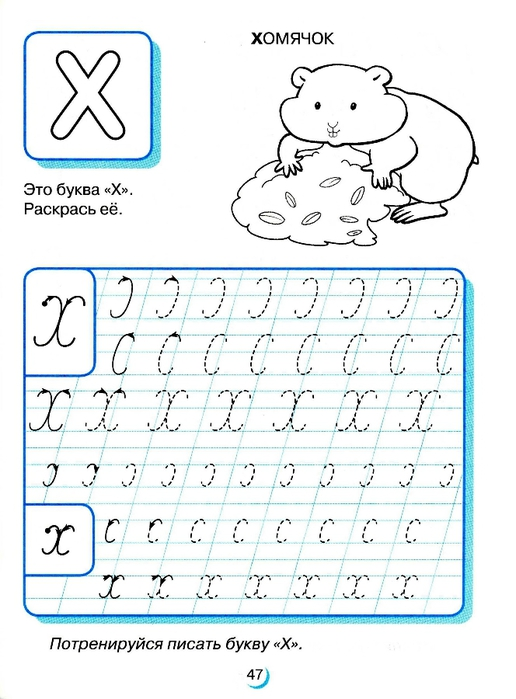 ХОМЯЧОК
Х
Это буква «Х».
Раскрась её.
Х
Х Х Х Х Х Х Х
х
х х х х х х х
Потренируйся писать букву «Х».
47